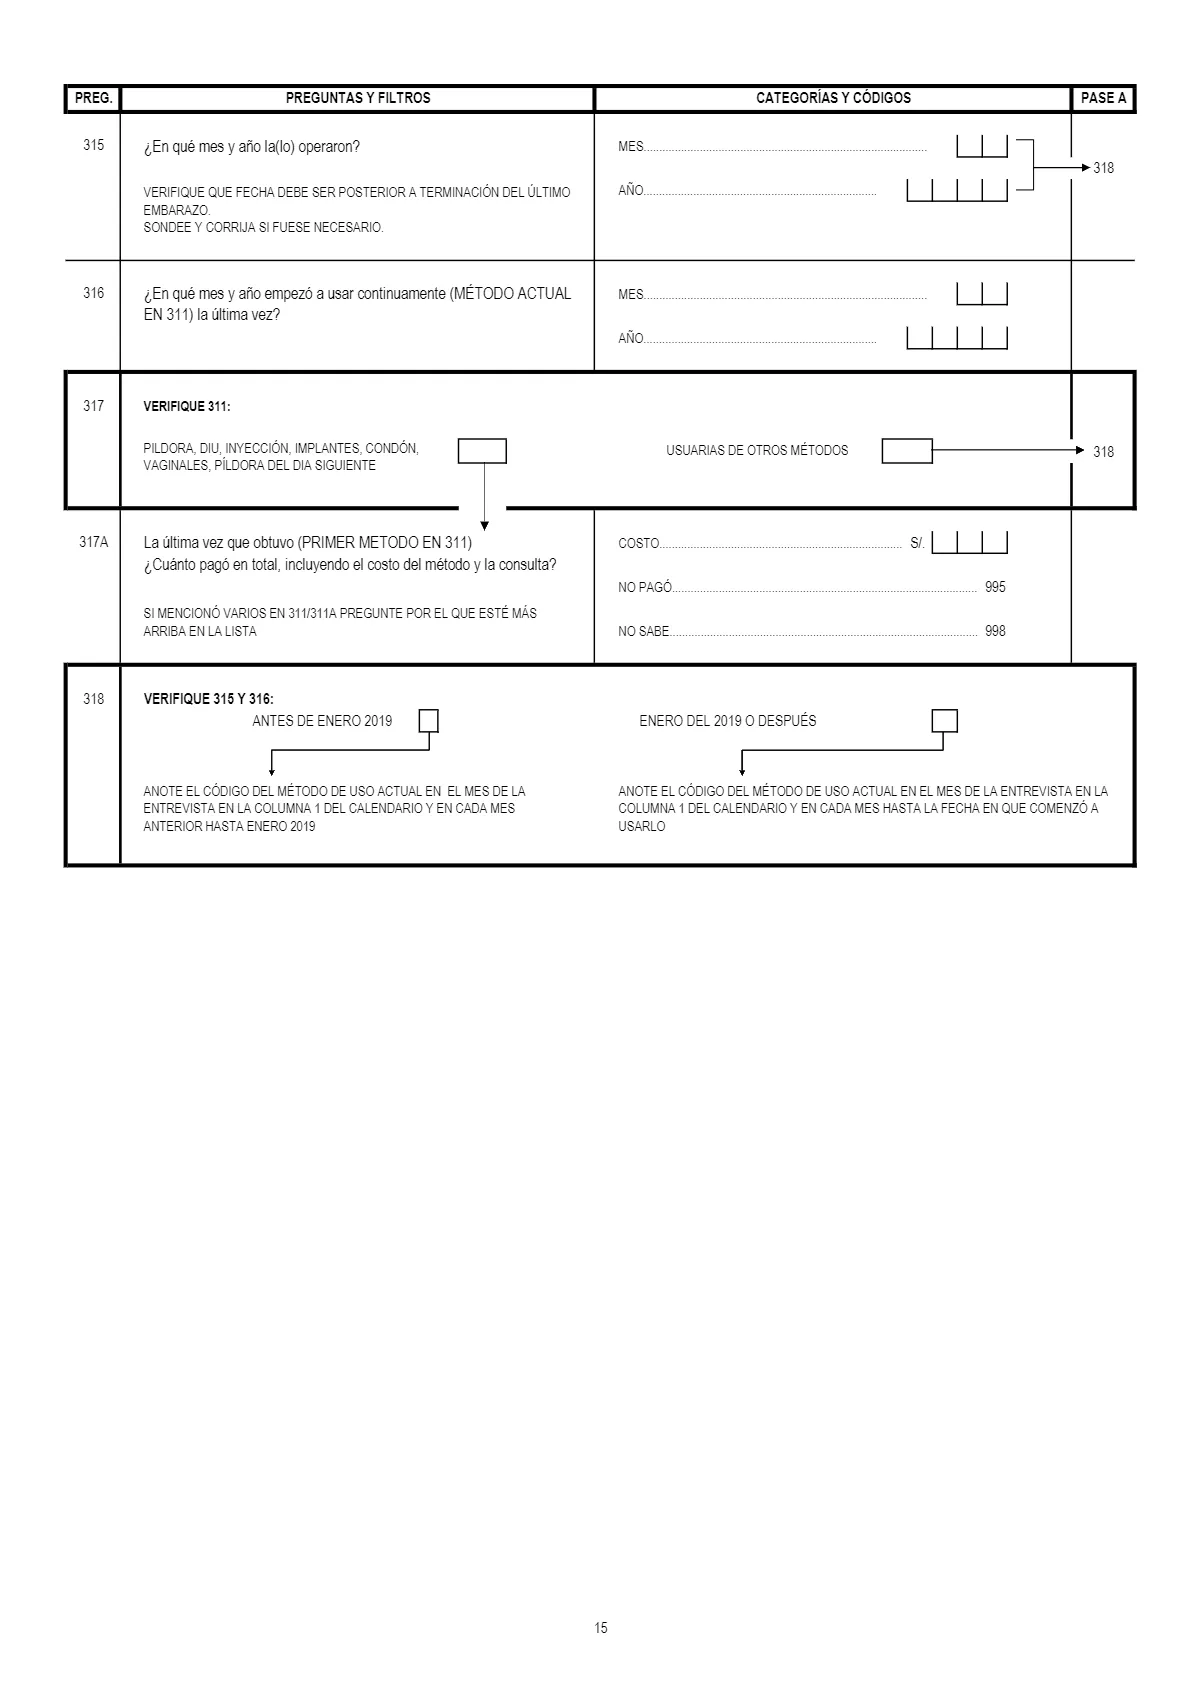 PREG. PREGUNTAS Y FILTROS CATEGORÍAS Y CÓDIGOS PASE A
315 ¿En qué mes y año la(lo) operaron? MES
318
VERIFIQUE QUE FECHA DEBE SER POSTERIOR A TERMINACIÓN DEL ÚLTIMO AÑO
EMBARAZO.
SONDEE Y CORRIJA SI FUESE NECESARIO.
316 ¿En qué mes y año empezó a usar continuamente (MÉTODO ACTUAL MES
EN 311) la última vez?
AÑO
317 VERIFIQUE 311:
PILDORA, DIU, INYECCIÓN, IMPLANTES, CONDÓN, USUARIAS DE OTROS MÉTODOS 318
VAGINALES, PÍLDORA DEL DIA SIGUIENTE
317A La última vez que obtuvo (PRIMER METODO EN 311) COSTO S/.
¿Cuánto pagó en total, incluyendo el costo del método y la consulta?
NO PAGÓ 995
SI MENCIONÓ VARIOS EN 311/311A PREGUNTE POR EL QUE ESTÉ MÁS
ARRIBA EN LA LISTA NO SABE 998
318 VERIFIQUE 315 Y 316:
ANTES DE ENERO 2019 ENERO DEL 2019 O DESPUÉS
ANOTE EL CÓDIGO DEL MÉTODO DE USO ACTUAL EN EL MES DE LA
ENTREVISTA EN LA COLUMNA 1 DEL CALENDARIO Y EN CADA MES
ANTERIOR HASTA ENERO 2019
ANOTE EL CÓDIGO DEL MÉTODO DE USO ACTUAL EN EL MES DE LA ENTREVISTA EN LA
COLUMNA 1 DEL CALENDARIO Y EN CADA MES HASTA LA FECHA EN QUE COMENZÓ A
USARLO
15